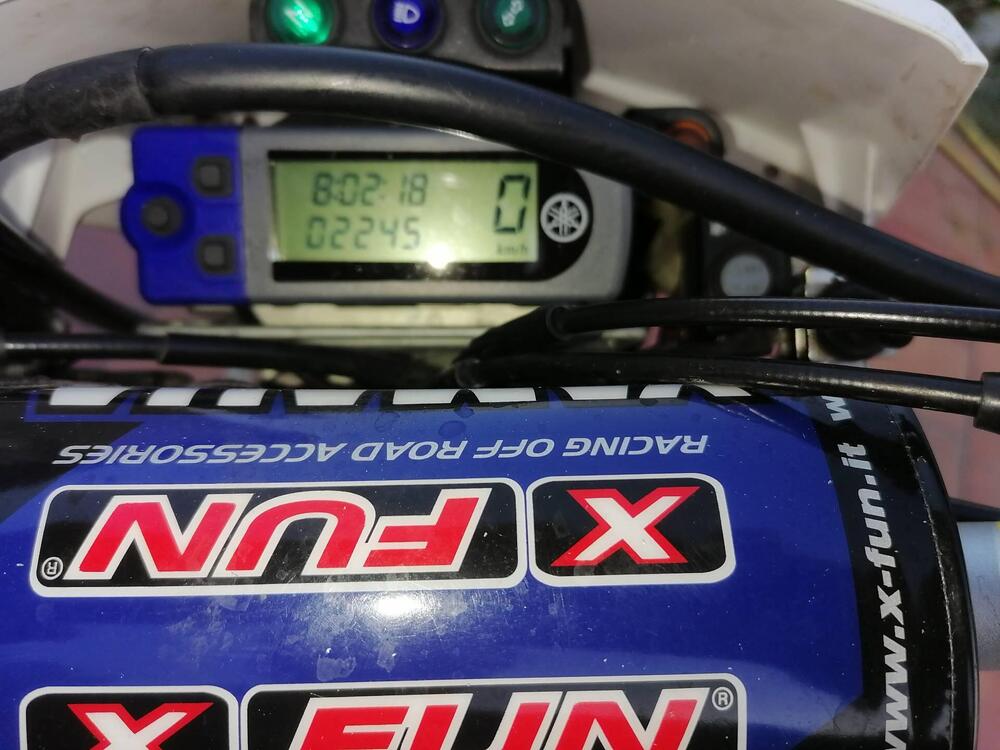 8:02:18
02245
0
km/h
RACING OFF ROAD ACCESSORIES
X FUN®
www.x-fun.it
X FUN®